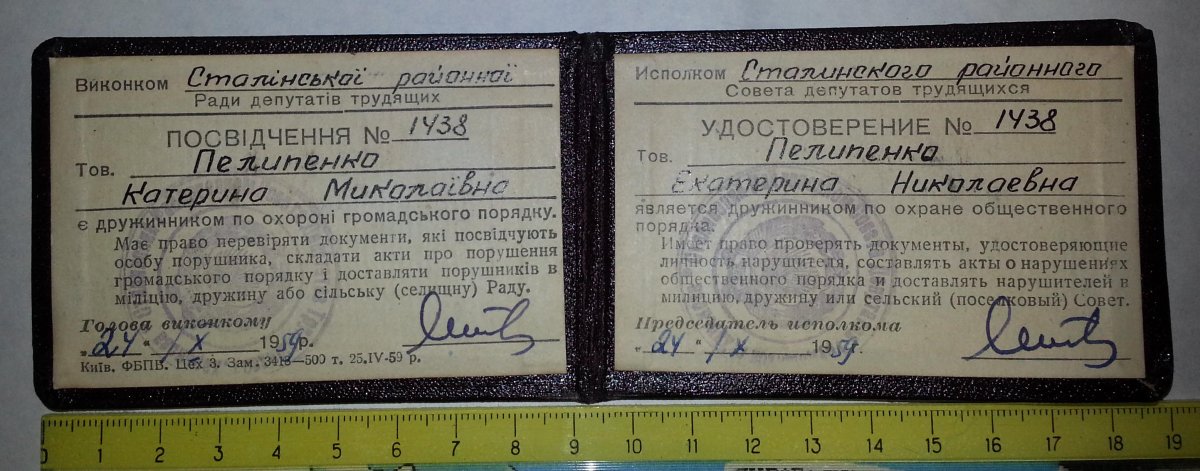 Виконком Сталінської районної
Ради депутатів трудящих
ПОСВІДЧЕННЯ № 1438
Тов. Пелипенко
Катерина Миколаївна
є дружинником по охороні громадського порядку.
Має право перевіряти документи, які посвідчують
особу порушника, складати акти про порушення
громадського порядку і доставляти порушників в
міліцію, дружину або сільську (селищну) Раду.
Голова виконкому
„24“ IX 1959 р.
Київ. ФБПВ. Цех 3. Зам. 3413—500 т. 25.IV-59 р.
Исполком Сталинского районного
Совета депутатов трудящихся
УДОСТОВЕРЕНИЕ № 1438
Тов. Пелипенко
Екатерина Николаевна
является дружинником по охране общественного
порядка.
Имеет право проверять документы, удостоверяющие
личность нарушителя, составлять акты о нарушениях
общественного порядка и доставлять нарушителей в
милицию, дружину или сельский (поселковый) Совет.
Председатель исполкома
„24“ IX 1959г.
0 1 2 3 4 5 6 7 8 9 10 11 12 13 14 15 16 17 18 19